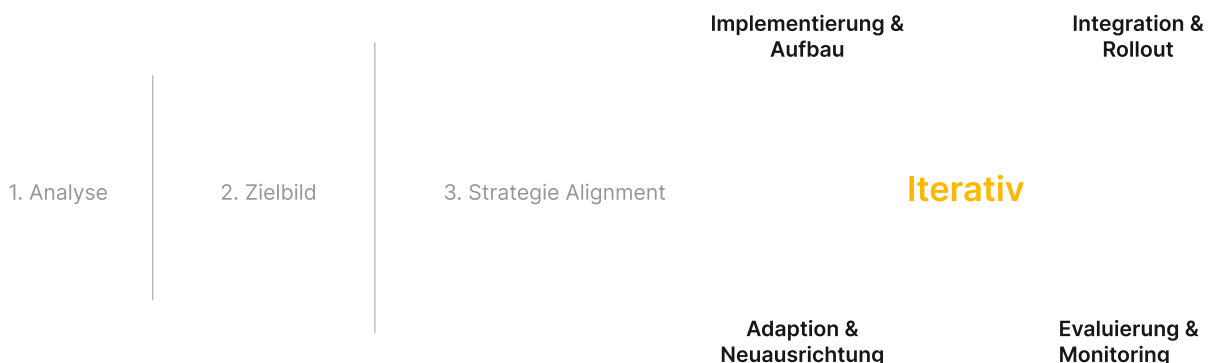 1. Analyse
2. Zielbild
3. Strategie Alignment
Implementierung &
Aufbau
Integration &
Rollout
Iterativ
Adaption &
Neuausrichtung
Evaluierung &
Monitoring